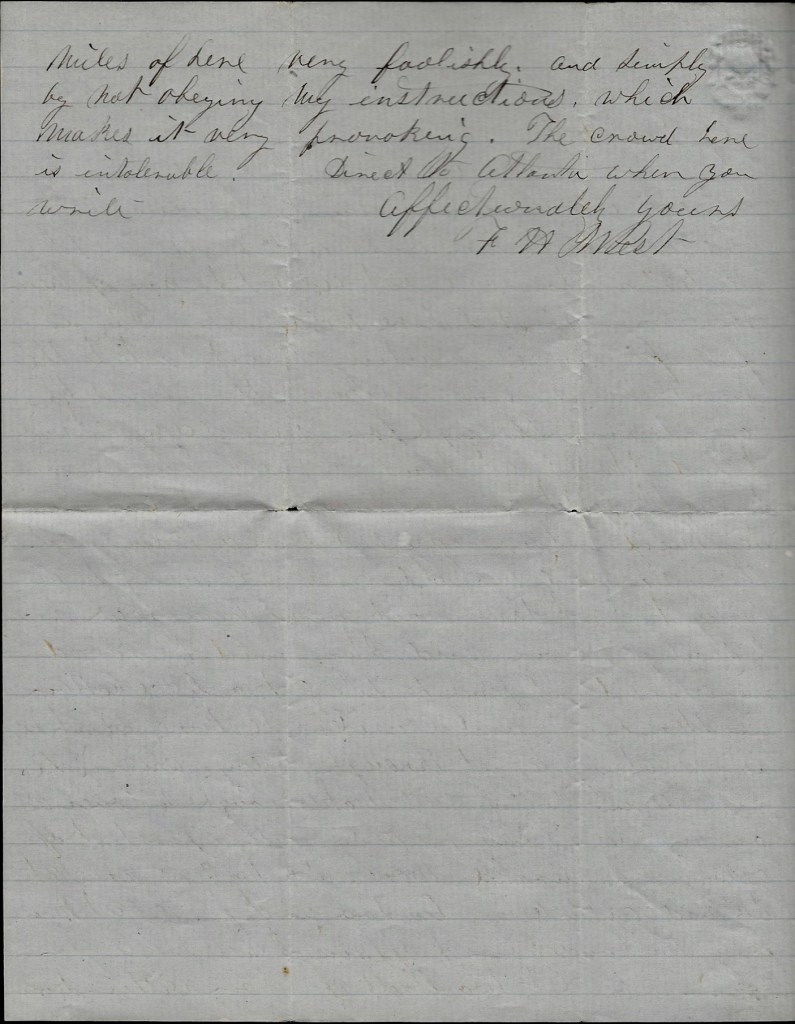 miles of here very foolishly. and simply
by not obeying my instructions. which
makes it very provoking. The crowd here
is intolerable. Direct to Atlanta when you
write
Affectionately yours
F H West